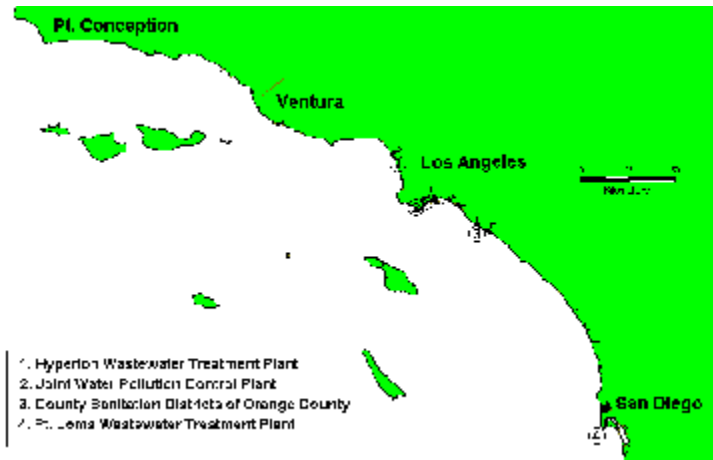 Pt. Conception
Ventura
Los Angeles
San Diego
1. Hyperion Wastewater Treatment Plant
2. Joint Water Pollution Control Plant
3. County Sanitation Districts of Orange County
4. Pt. Loma Wastewater Treatment Plant